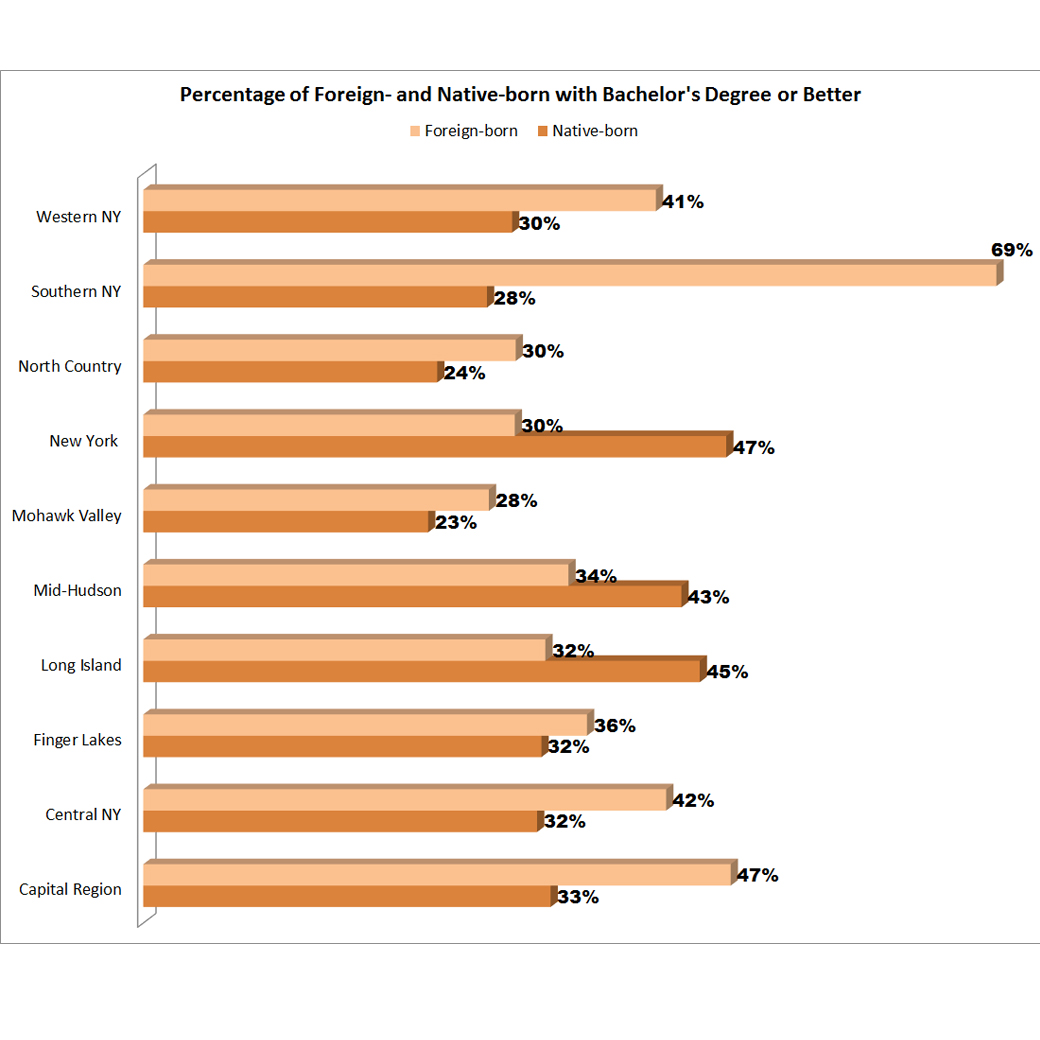 Percentage of Foreign- and Native-born with Bachelor's Degree or Better
Foreign-born Native-born
Western NY 41%
30%
69%
Southern NY 28%
North Country 30%
24%
New York 30%
47%
Mohawk Valley 28%
23%
Mid-Hudson 34%
43%
Long Island 32%
45%
Finger Lakes 36%
32%
Central NY 42%
32%
Capital Region 47%
33%